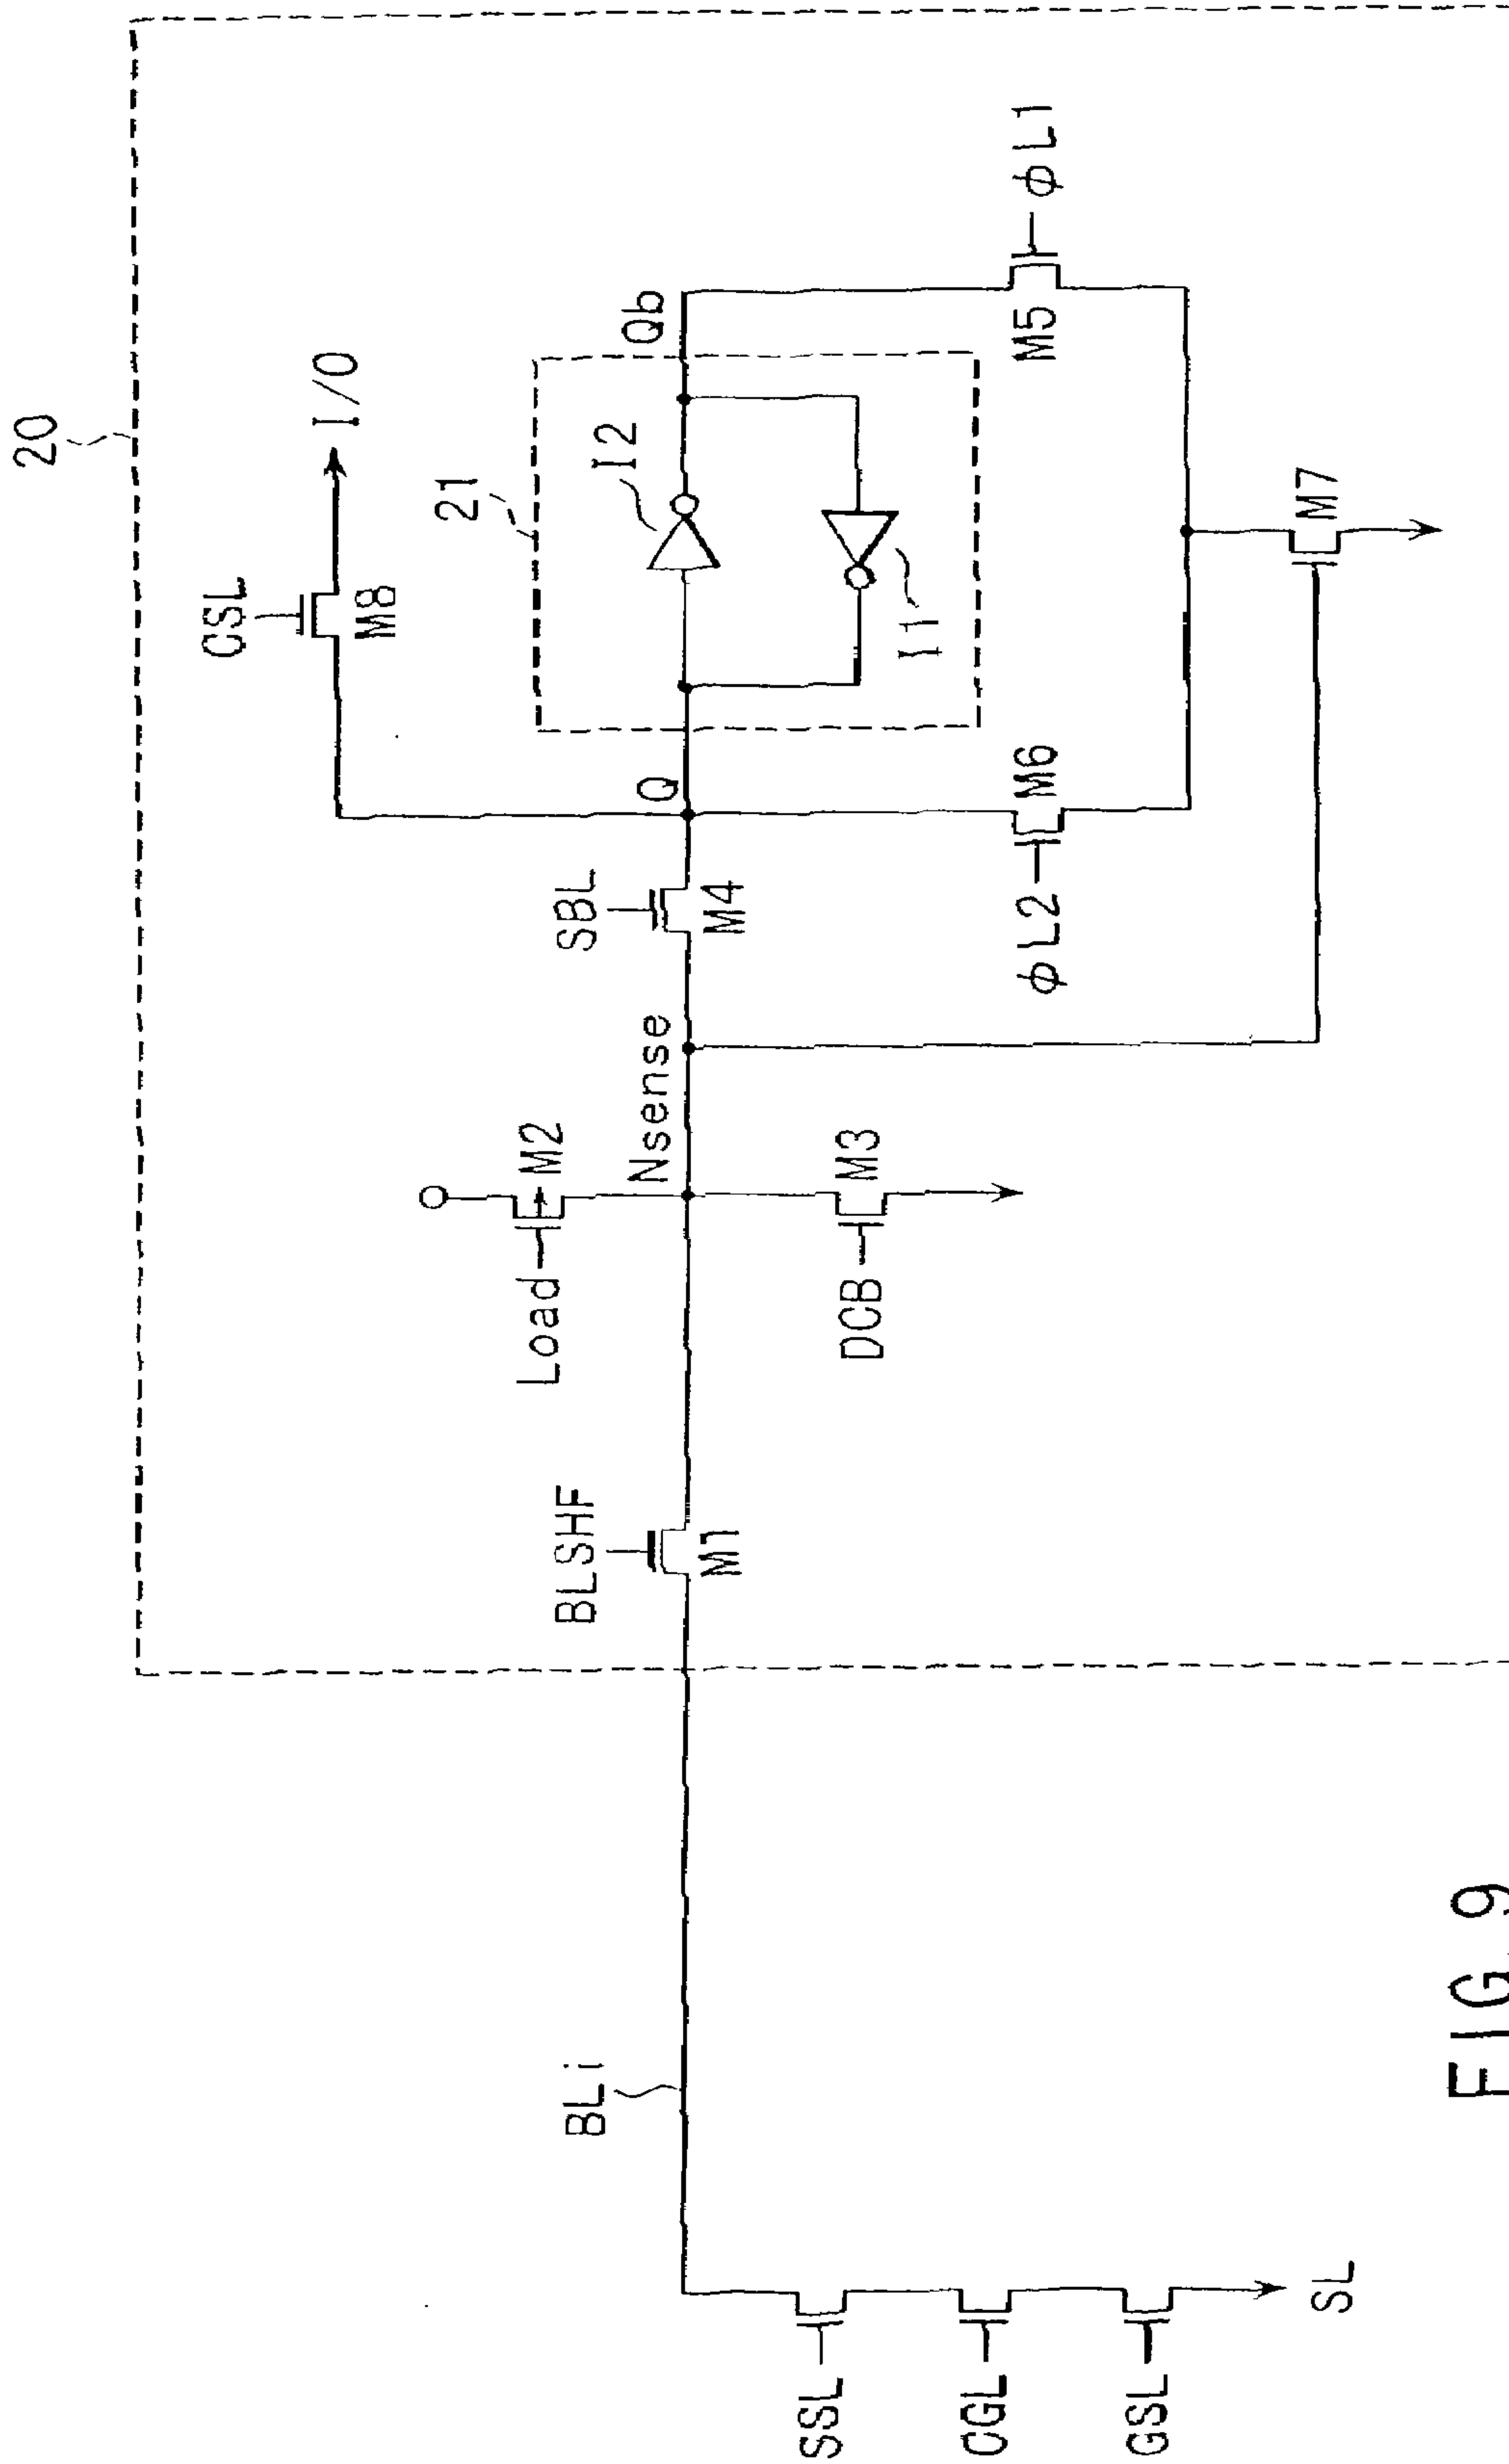 20
CSL
I/O
M8
21
I2
Qb
I1
Q
SBL
M4
Nsense
Load
M2
DCB
M3
BLSHF
M1
φL2
M6
M5
φL1
M7
BLi
SSL
CGL
GSL
SL
FIG. 9